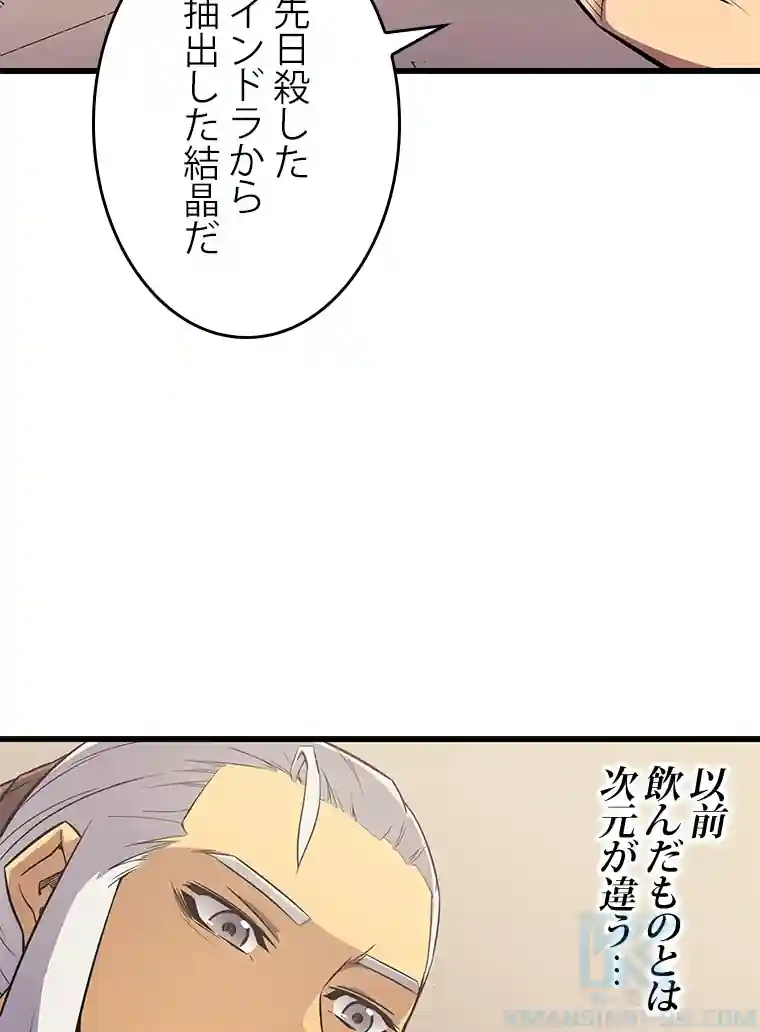 先日殺した
インドラから
抽出した結晶だ
以前
飲んだものとは
次元が違う…